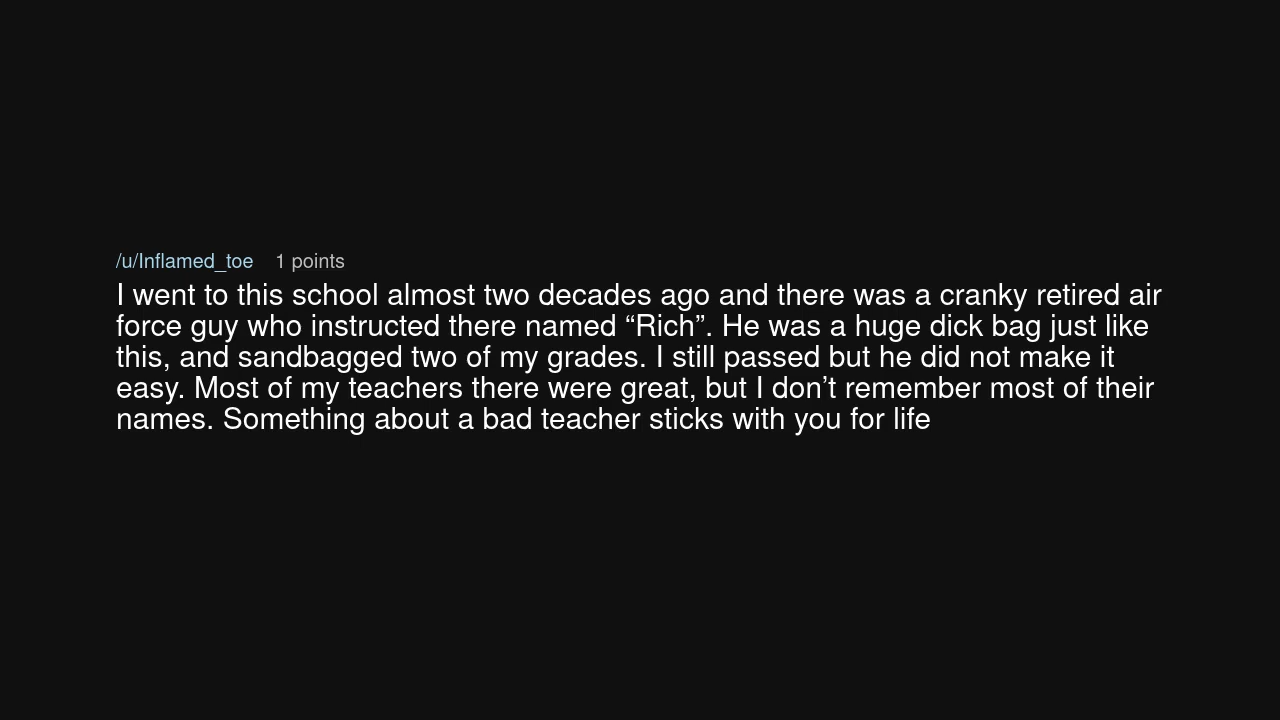 /u/Inflamed_toe 1 points
I went to this school almost two decades ago and there was a cranky retired air
force guy who instructed there named “Rich”. He was a huge dick bag just like
this, and sandbagged two of my grades. I still passed but he did not make it
easy. Most of my teachers there were great, but I don’t remember most of their
names. Something about a bad teacher sticks with you for life